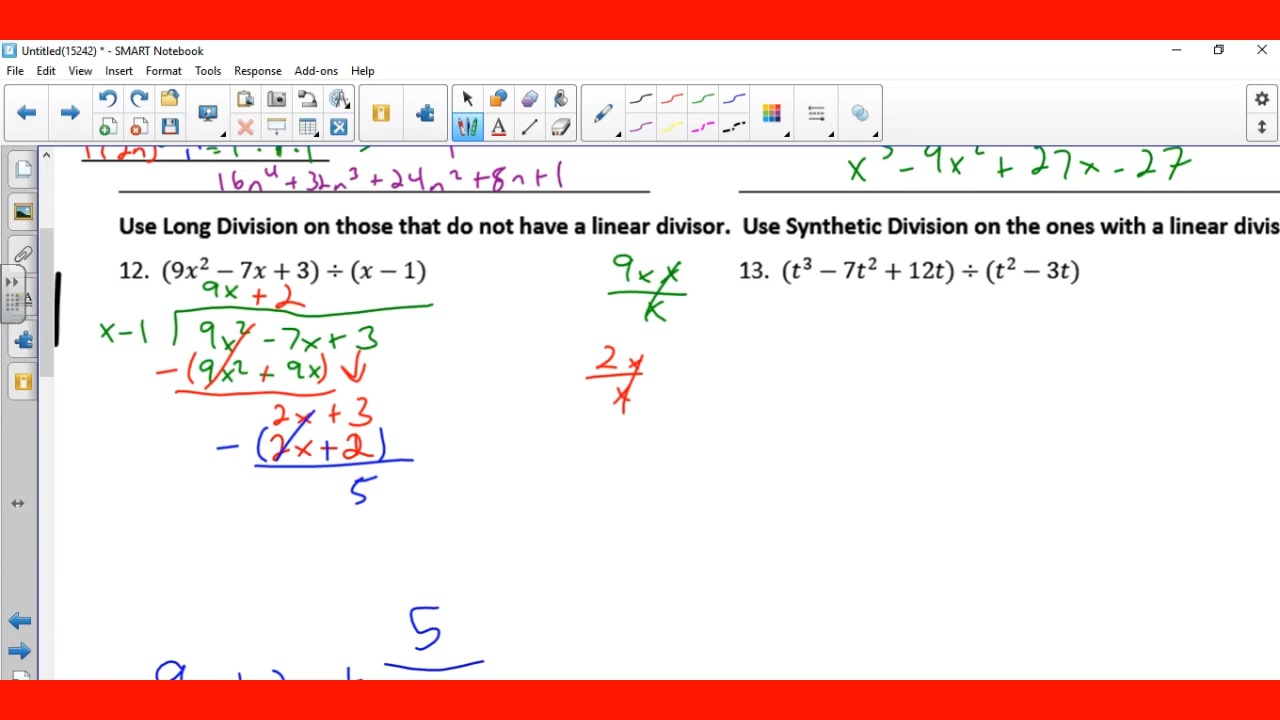 Untitled(15242) * - SMART Notebook
File Edit View Insert Format Tools Response Add-ons Help
16n⁴ + 32n³ + 24n² + 8n + 1
x³ - 9x² + 27x - 27
Use Long Division on those that do not have a linear divisor. Use Synthetic Division on the ones with a linear divis
12. (9x² − 7x + 3) ÷ (x − 1)
9x + 2
x - 1 9x² - 7x + 3
- (9x² + 9x)
2x + 3
- (2x + 2)
5
5
9x x
x
2x
x
13. (t³ − 7t² + 12t) ÷ (t² − 3t)